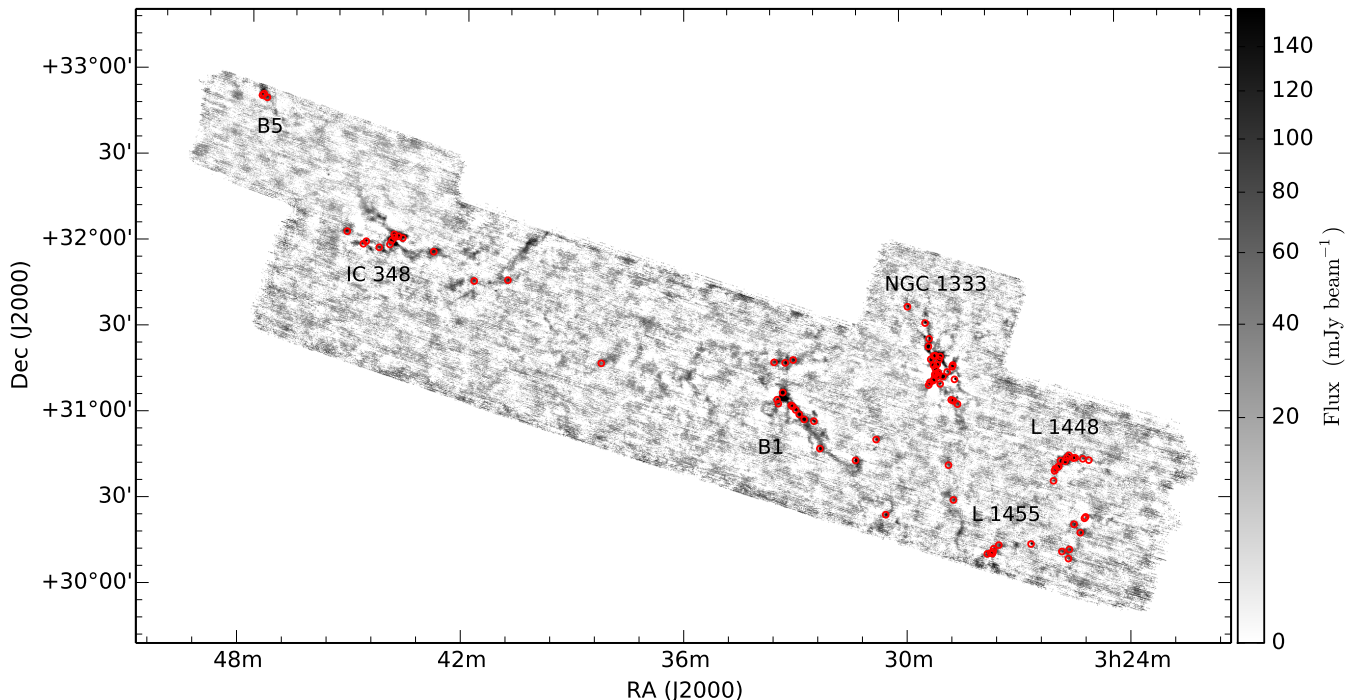 +33°00'
30'
+32°00'
30'
+31°00'
30'
+30°00'
Dec (J2000)
48m
42m
36m
30m
3h24m
RA (J2000)
B5
IC 348
NGC 1333
B1
L 1448
L 1455
140
120
100
80
60
40
20
0
Flux (mJy beam⁻¹)